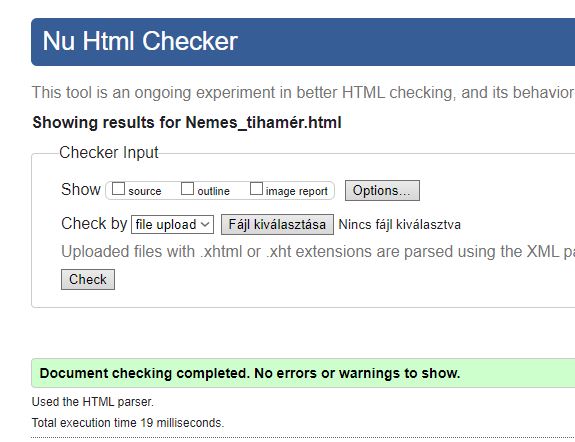 Nu Html Checker
This tool is an ongoing experiment in better HTML checking, and its behavior
Showing results for Nemes_tihamér.html
Checker Input
Show source outline image report Options...
Check by file upload Fájl kiválasztása Nincs fájl kiválasztva
Uploaded files with .xhtml or .xht extensions are parsed using the XML pa
Check
Document checking completed. No errors or warnings to show.
Used the HTML parser.
Total execution time 19 milliseconds.